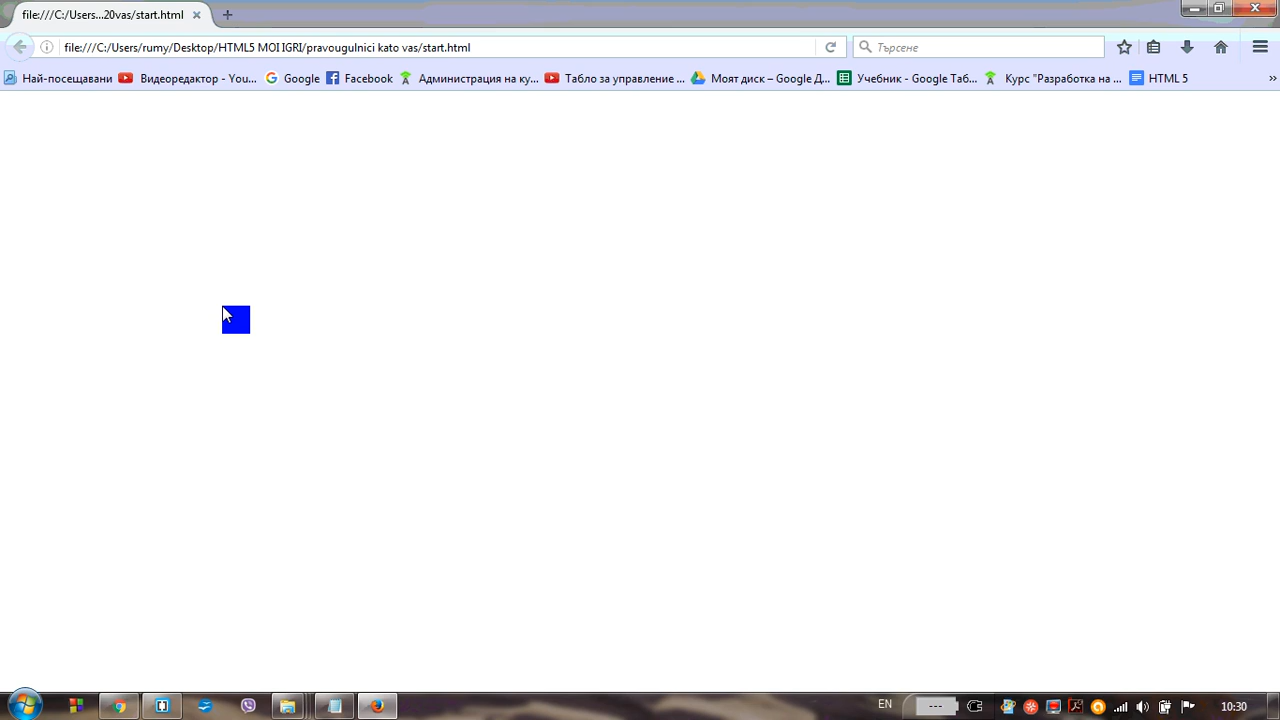 file:///C:/Users...20vas/start.html
file:///C:/Users/rumy/Desktop/HTML5 MOI IGRI/pravougulnici kato vas/start.html
Търсене
Най-посещавани Видеоредактор - You... Google Facebook Администрация на ку... Табло за управление ... Моят диск – Google Д... Учебник - Google Таб... Курс "Разработка на ... HTML 5
EN --- 10:30